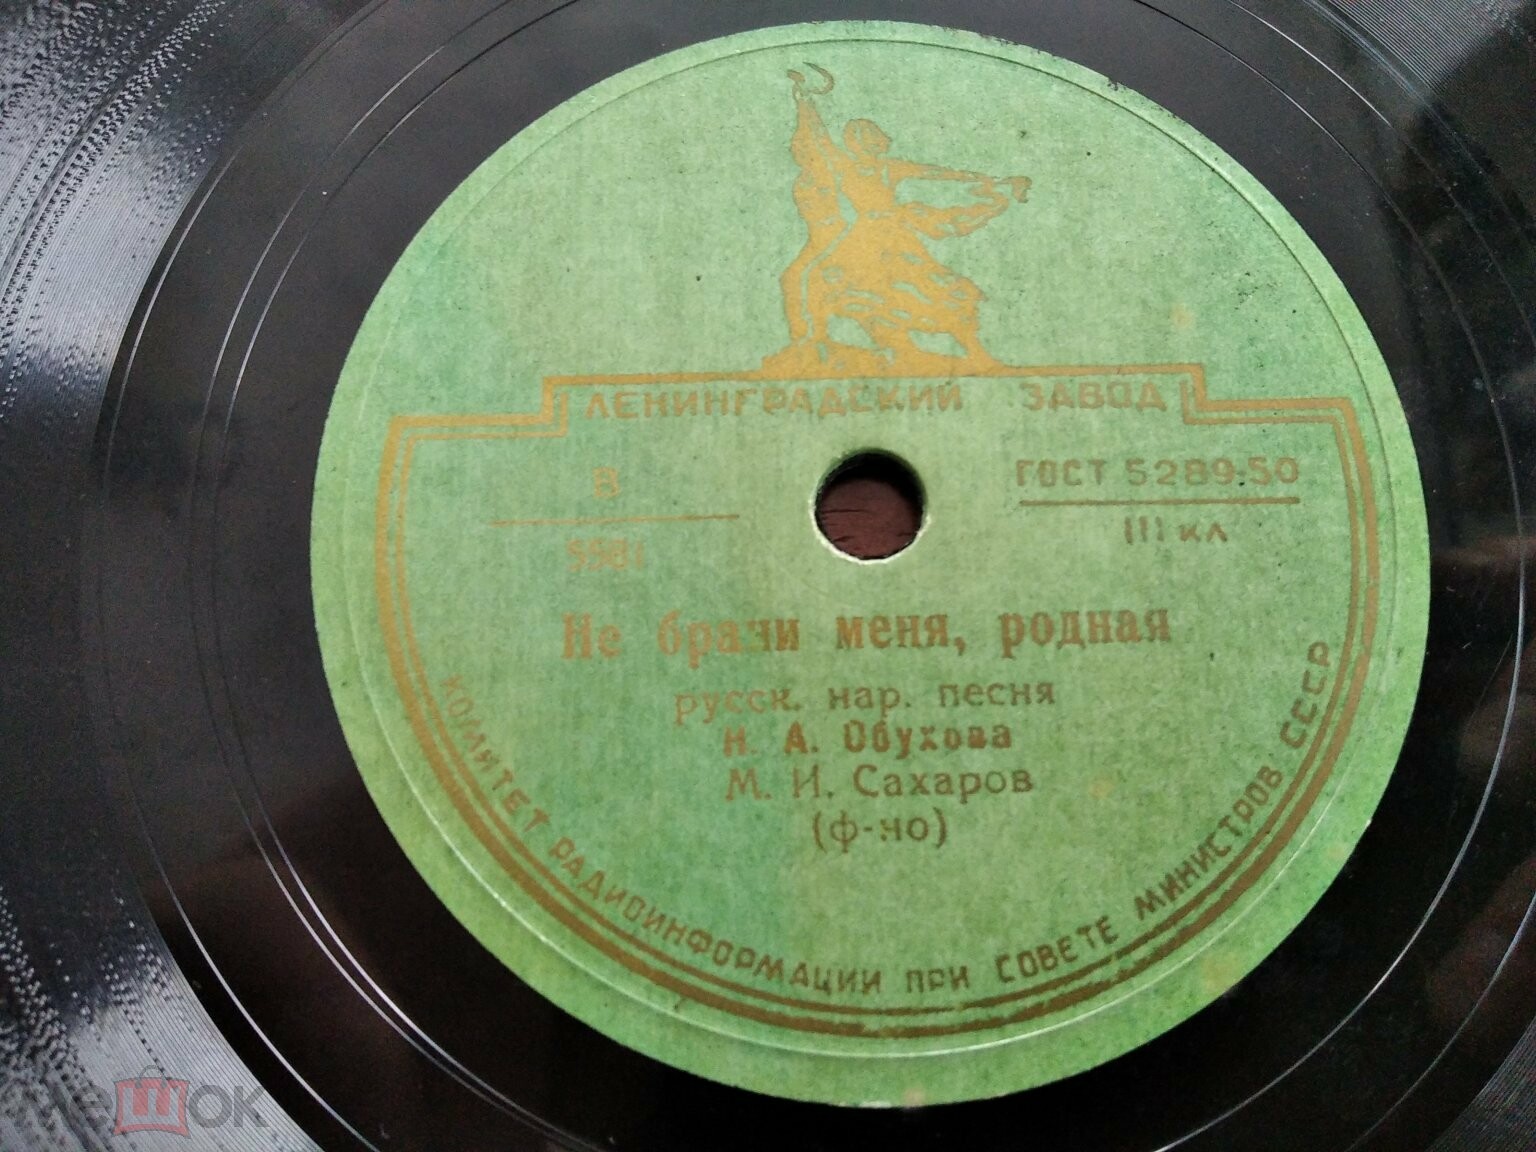 ЛЕНИНГРАДСКИЙ ЗАВОД
В
5581
ГОСТ 5289-50
III кл
Не брани меня, родная
русск. нар. песня
Н. А. Обухова
М. И. Сахаров
(ф-но)
КОМИТЕТ РАДИОИНФОРМАЦИИ ПРИ СОВЕТЕ МИНИСТРОВ СССР
мешок